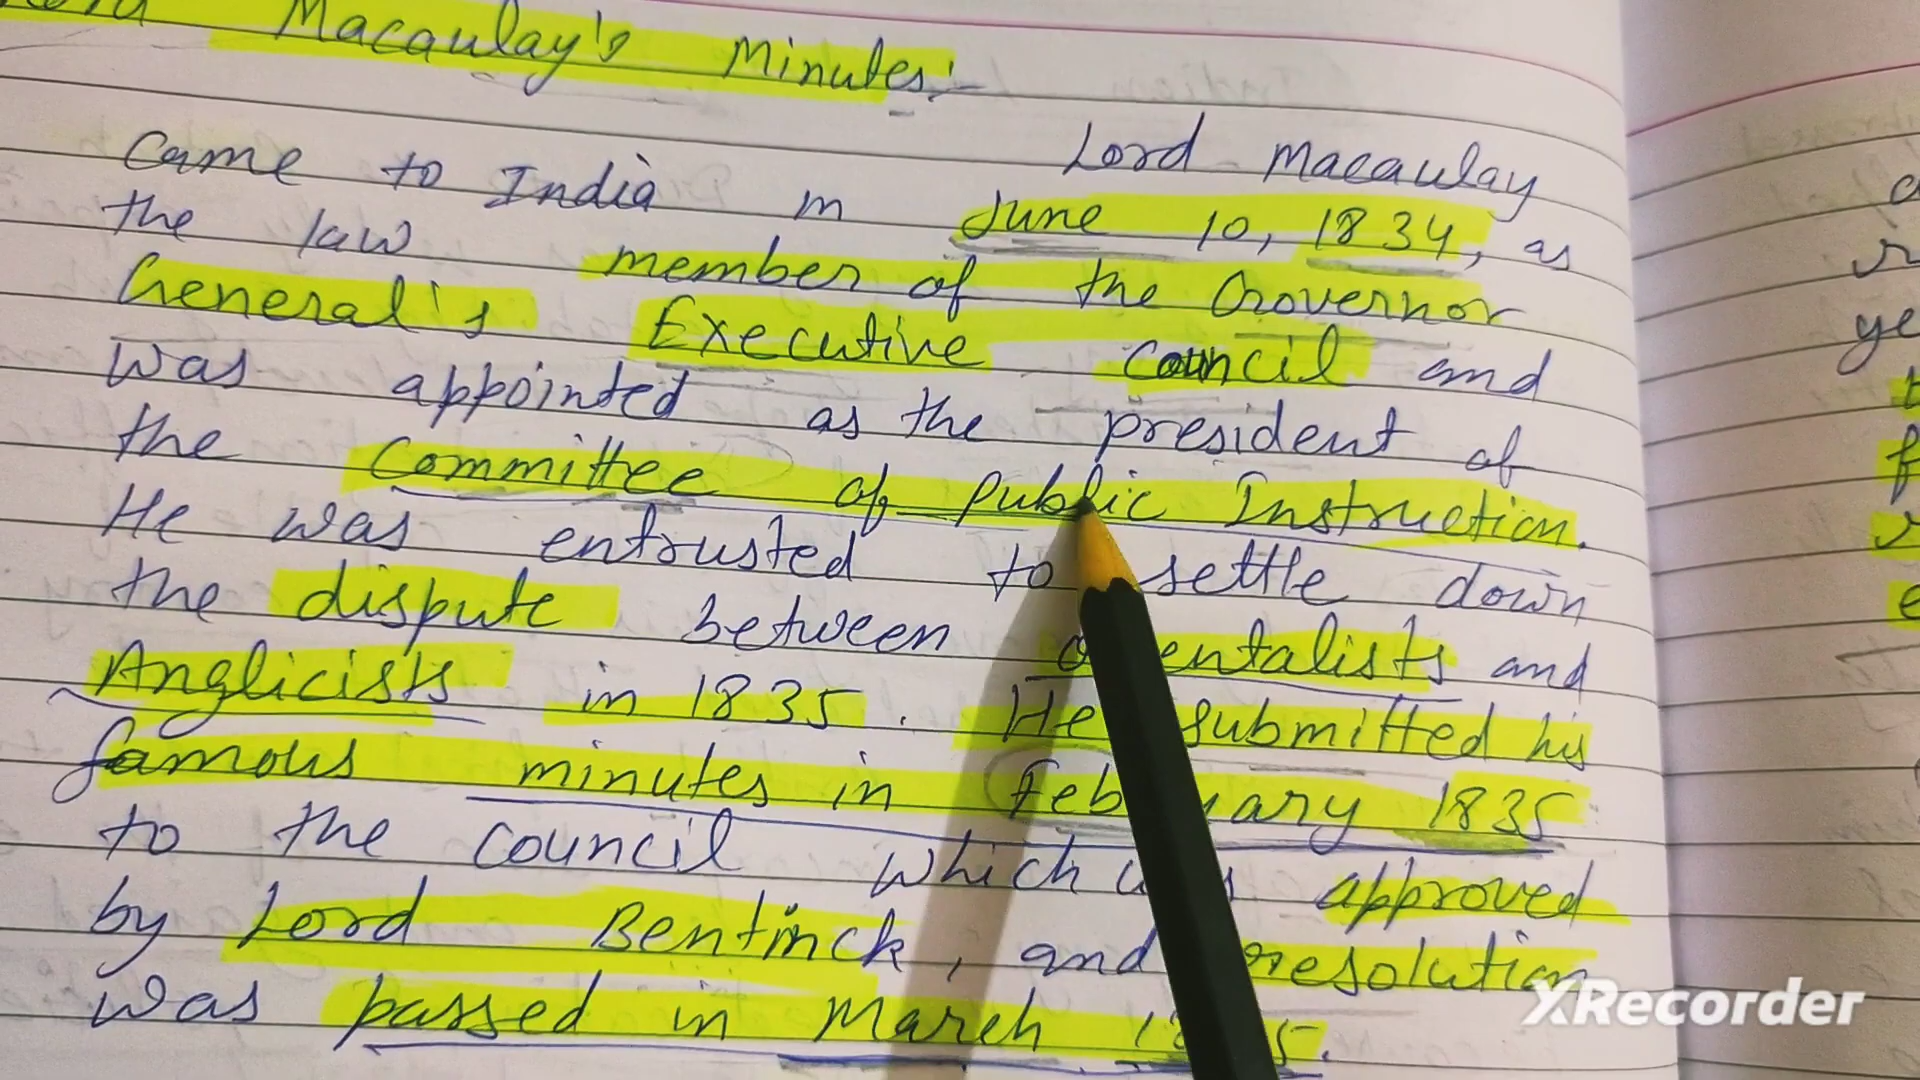 Lord Macaulay's Minutes:-
Lord Macaulay
Came to India in June 10, 1834, as
the law member of the Governor
General's Executive Council and
was appointed as the president of
the Committee of Public Instruction.
He was entrusted to settle down
the dispute between orientalists and
Anglicists in 1835. He submitted his
famous minutes in February 1835
to the council which was approved
by Lord Bentinck, and resolution
was passed in March 1835.
XRecorder